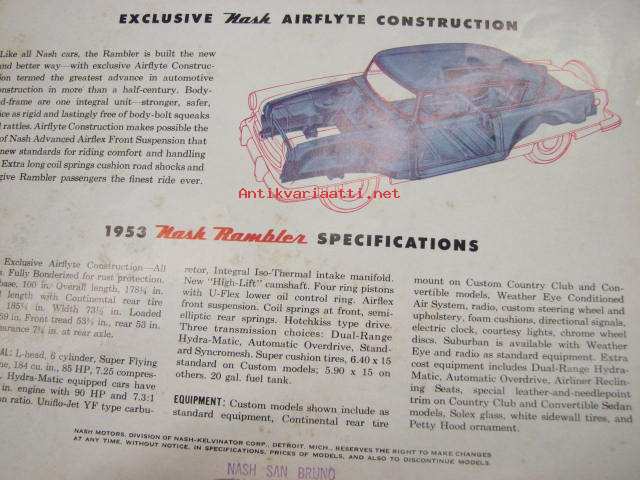 EXCLUSIVE Nash AIRFLYTE CONSTRUCTION
Like all Nash cars, the Rambler is built the new
and better way—with exclusive Airflyte Construc-
ion termed the greatest advance in automotive
onstruction in more than a half-century. Body-
d-frame are one integral unit—stronger, safer,
ice as rigid and lastingly free of body-bolt squeaks
rattles. Airflyte Construction makes possible the
of Nash Advanced Airflex Front Suspension that
new standards for riding comfort and handling
Extra long coil springs cushion road shocks and
give Rambler passengers the finest ride ever.
Antikvariaatti.net
1953 Nash Rambler SPECIFICATIONS
Exclusive Airflyte Construction—All
. Fully Bonderized for rust protection.
base, 100 in. Overall length, 178¼ in.
l length with Continental rear tire
185¼ in. Width 73½ in. Loaded
59 in. Front tread 53½ in., rear 53 in.
arance 7¼ in. at rear axle.
AL: L-head, 6 cylinder, Super Flying
ne, 184 cu. in., 85 HP, 7.25 compres-
. Hydra-Matic equipped cars have
in. engine with 90 HP and 7.3:1
on ratio. Uniflo-Jet YF type carbu-
retor, Integral Iso-Thermal intake manifold.
New "High-Lift" camshaft. Four ring pistons
with U-Flex lower oil control ring. Airflex
front suspension. Coil springs at front, semi-
elliptic rear springs. Hotchkiss type drive.
Three transmission choices: Dual-Range
Hydra-Matic, Automatic Overdrive, Stand-
ard Syncromesh. Super cushion tires, 6.40 x 15
standard on Custom models; 5.90 x 15 on
others. 20 gal. fuel tank.
EQUIPMENT: Custom models shown include as
standard equipment, Continental rear tire
mount on Custom Country Club and Con-
vertible models, Weather Eye Conditioned
Air System, radio, custom steering wheel and
upholstery, foam cushions, directional signals,
electric clock, courtesy lights, chrome wheel
discs. Suburban is available with Weather
Eye and radio as standard equipment. Extra
cost equipment includes Dual-Range Hydra-
Matic, Automatic Overdrive, Airliner Reclin-
ing Seats, special leather-and-needlepoint
trim on Country Club and Convertible Sedan
models, Solex glass, white sidewall tires, and
Petty Hood ornament.
NASH MOTORS, DIVISION OF NASH-KELVINATOR CORP., DETROIT, MICH., RESERVES THE RIGHT TO MAKE CHANGES
AT ANY TIME, WITHOUT NOTICE, IN SPECIFICATIONS, PRICES OF MODELS, AND ALSO TO DISCONTINUE MODELS.
NASH SAN BRUNO